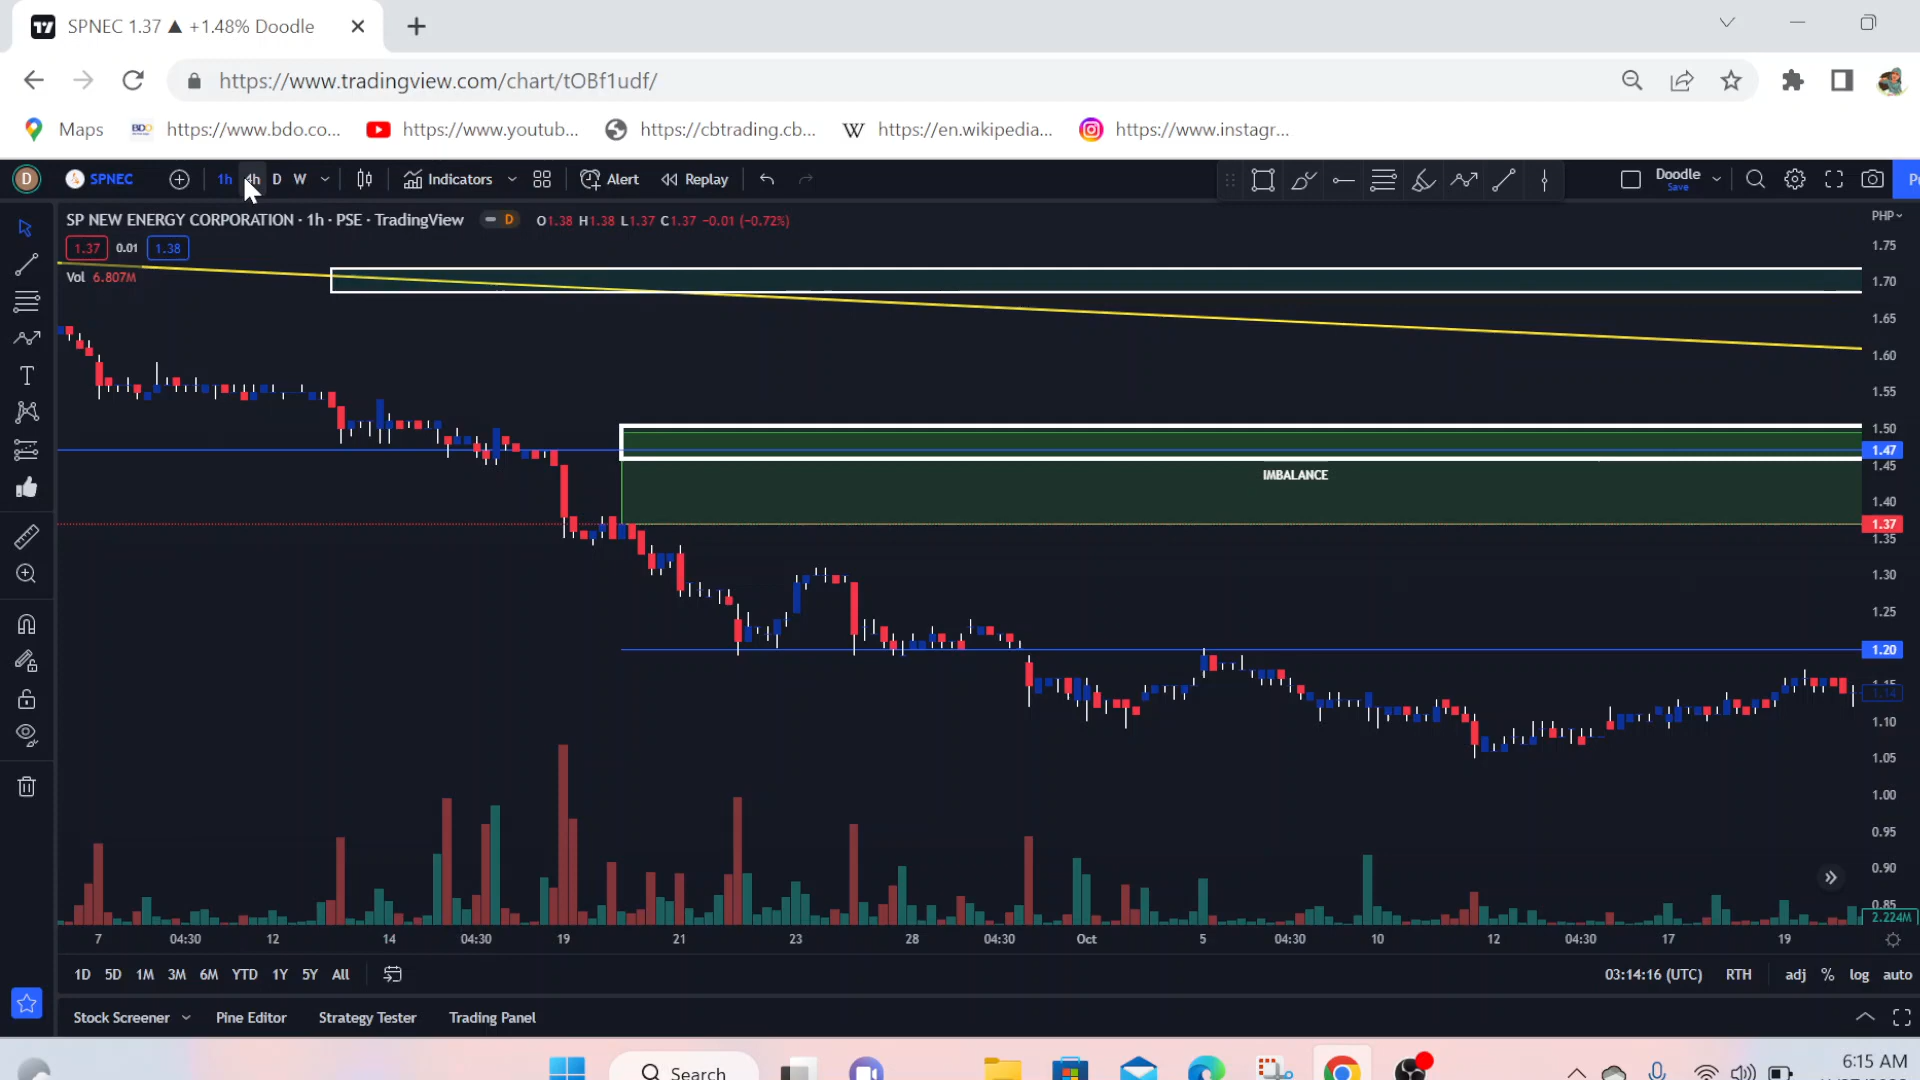 SPNEC 1.37 ▲ +1.48% Doodle
https://www.tradingview.com/chart/tOBf1udf/
Maps
BDO https://www.bdo.co...
https://www.youtub...
https://cbtrading.cb...
W https://en.wikipedia...
https://www.instagr...
D SPNEC 1h 4h D W Indicators Alert Replay Doodle
Save
SP NEW ENERGY CORPORATION · 1h · PSE · TradingView D O1.38 H1.38 L1.37 C1.37 −0.01 (−0.72%)
PHP
1.37 0.01 1.38
Vol 6.807M
1.75
1.70
1.65
1.60
1.55
1.50
1.47
1.45
IMBALANCE
1.40
1.37
1.35
1.30
1.25
1.20
1.15
1.14
1.10
1.05
1.00
0.95
0.90
0.85
2.224M
7 04:30 12 14 04:30 19 21 23 28 04:30 Oct 5 04:30 10 12 04:30 17 19
1D 5D 1M 3M 6M YTD 1Y 5Y All
03:14:16 (UTC) RTH adj % log auto
Stock Screener Pine Editor Strategy Tester Trading Panel
Search
6:15 AM